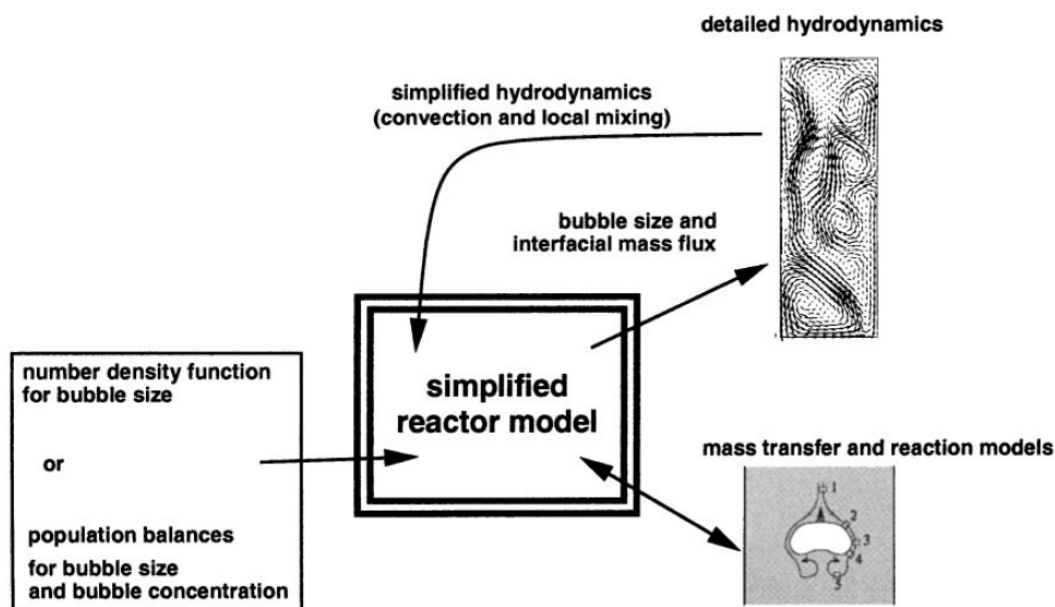 detailed hydrodynamics
simplified hydrodynamics
(convection and local mixing)
bubble size and
interfacial mass flux
number density function
for bubble size
or
population balances
for bubble size
and bubble concentration
simplified
reactor model
mass transfer and reaction models
1
2
3
4
5